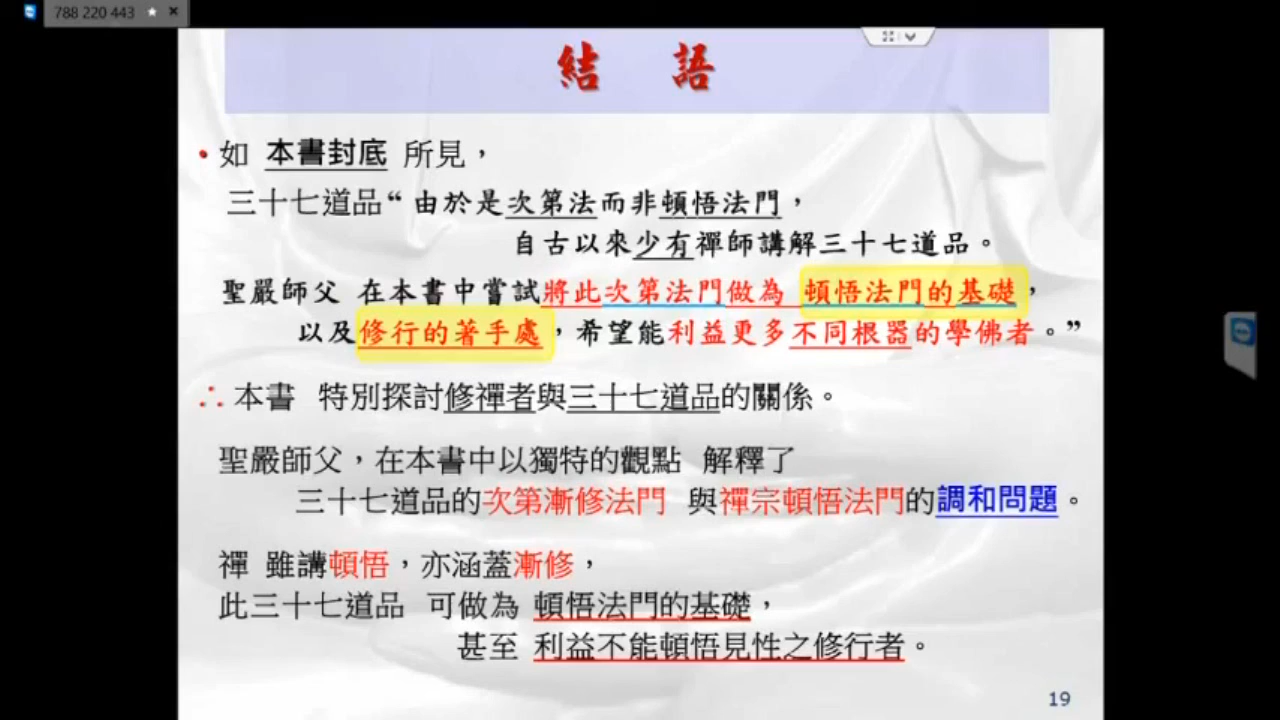 788 220 443
結 語
• 如 本書封底 所見，
三十七道品“由於是次第法而非頓悟法門，
自古以來少有禪師講解三十七道品。
聖嚴師父 在本書中嘗試將此次第法門做為 頓悟法門的基礎，
以及修行的著手處，希望能利益更多不同根器的學佛者。”
∴ 本書 特別探討修禪者與三十七道品的關係。
聖嚴師父，在本書中以獨特的觀點 解釋了
三十七道品的次第漸修法門 與禪宗頓悟法門的調和問題。
禪 雖講頓悟，亦涵蓋漸修，
此三十七道品 可做為 頓悟法門的基礎，
甚至 利益不能頓悟見性之修行者。
19